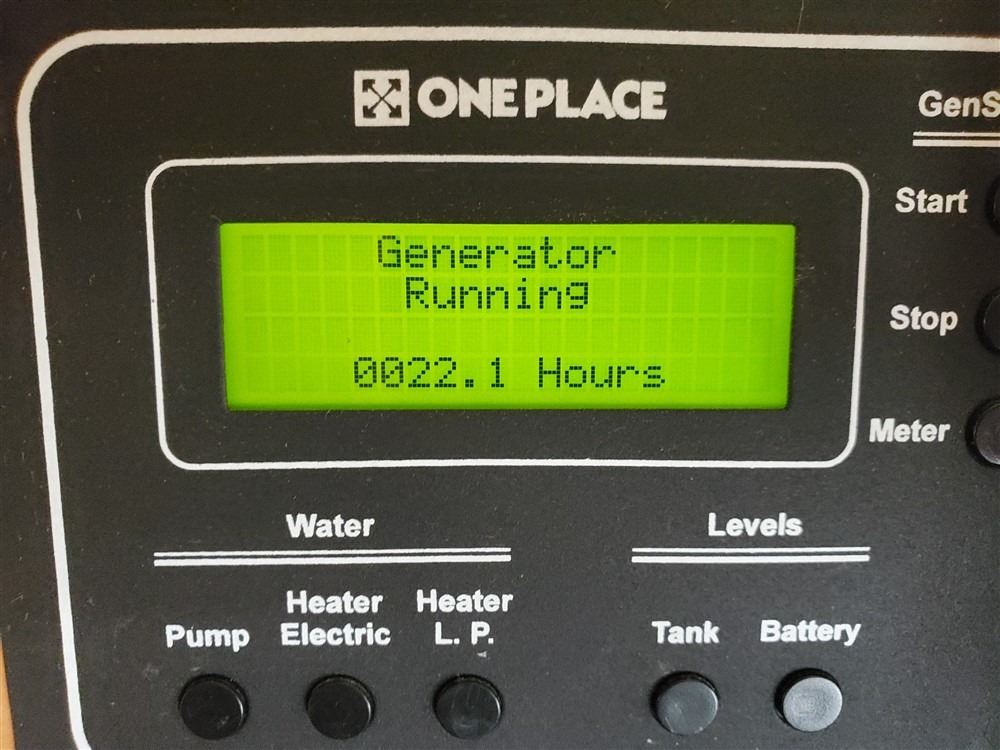 ONE PLACE
GenS
Start
Generator
Running
Stop
0022.1 Hours
Meter
Water
Levels
Heater Heater
Pump Electric L. P.
Tank Battery